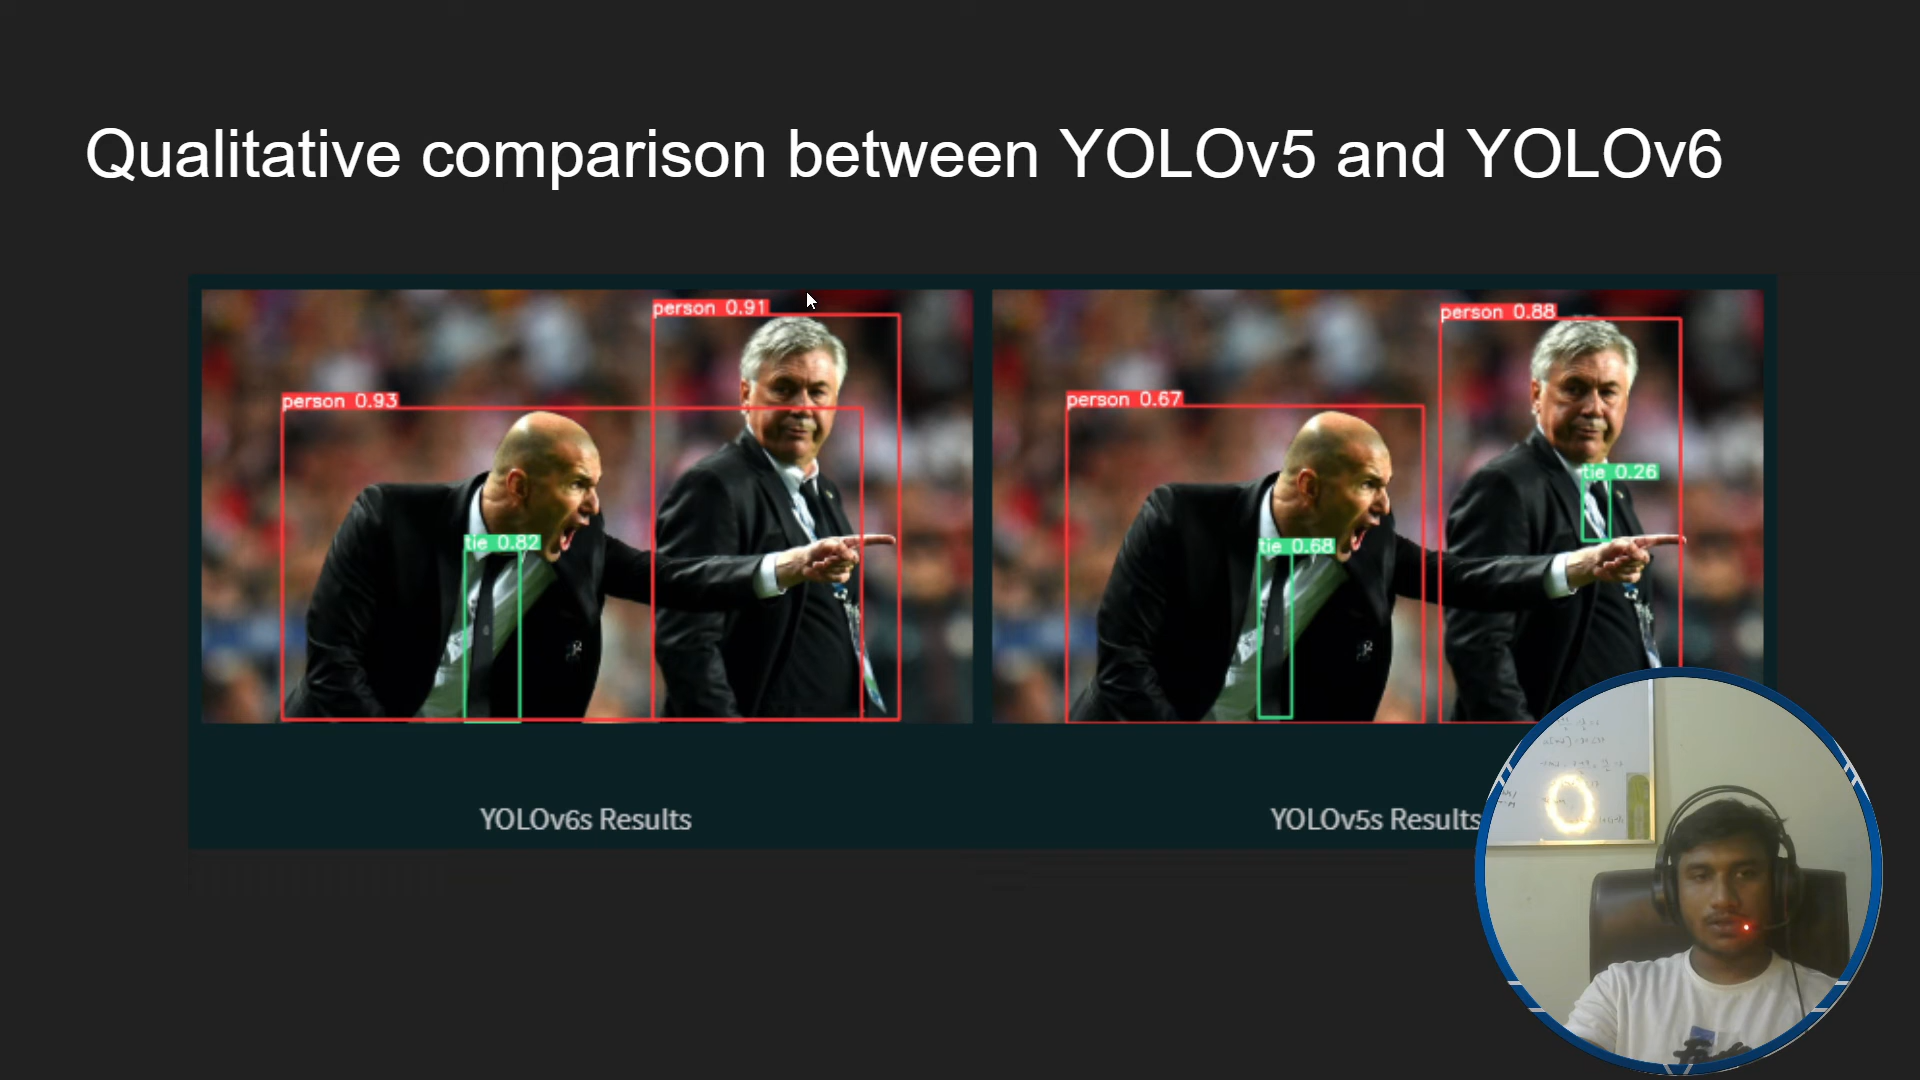 Qualitative comparison between YOLOv5 and YOLOv6
person 0.91
person 0.93
tie 0.82
person 0.88
person 0.67
tie 0.26
tie 0.68
YOLOv6s Results
YOLOv5s Results